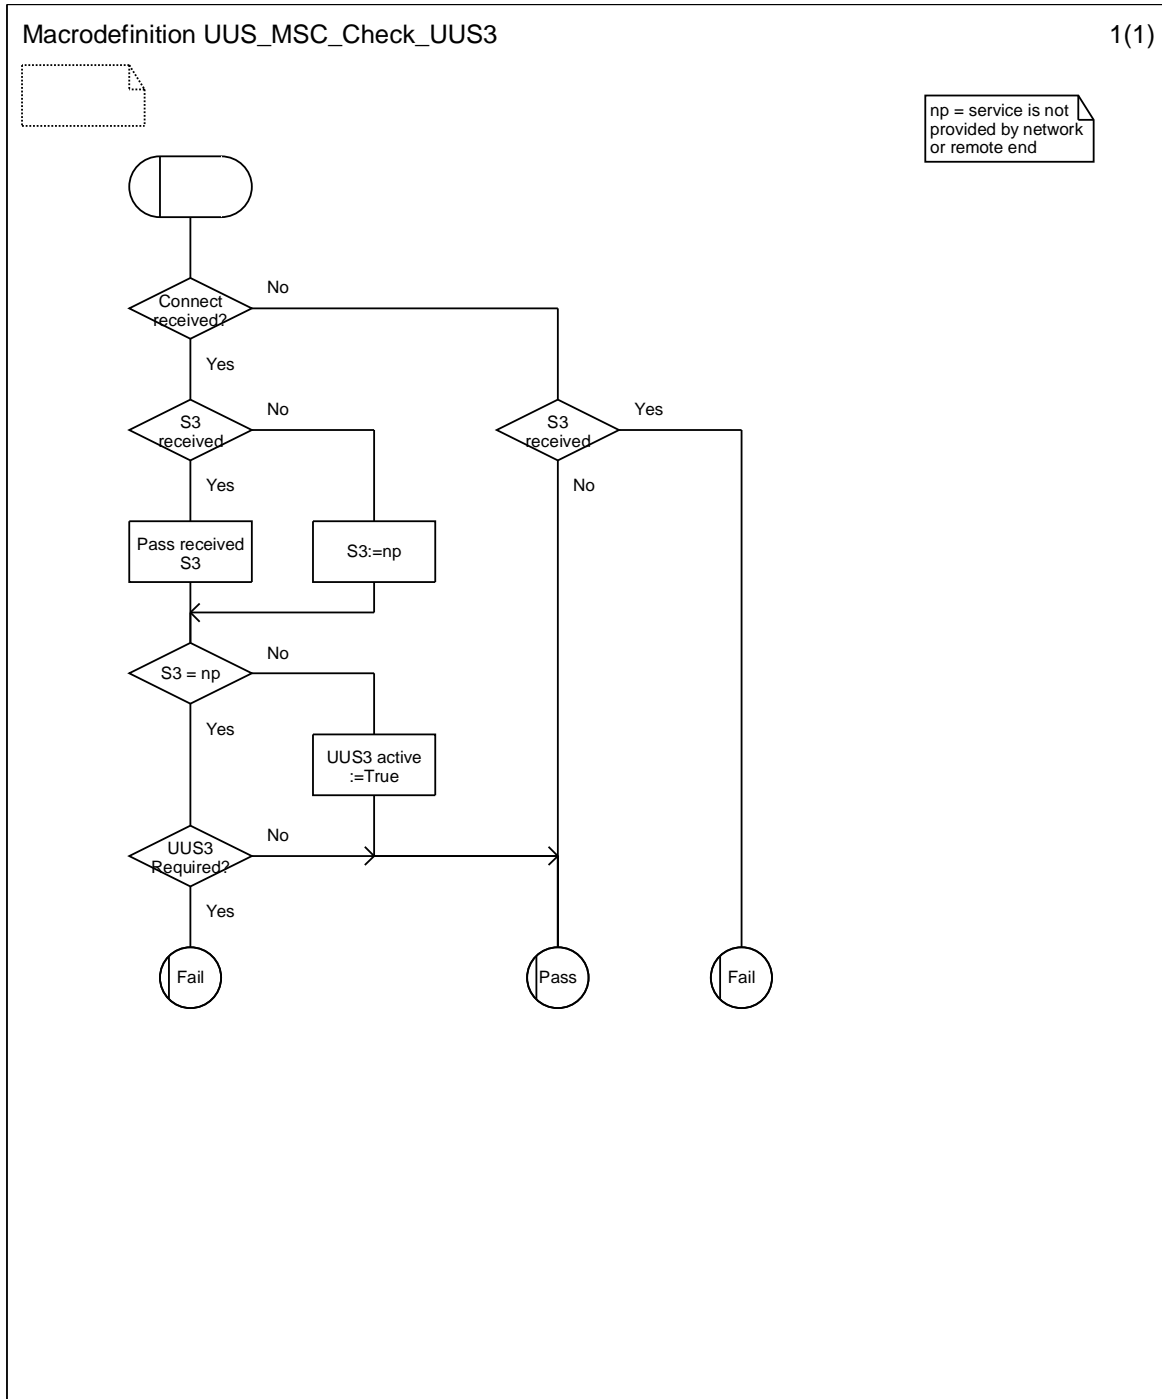 Macrodefinition UUS_MSC_Check_UUS3
1(1)
np = service is not
provided by network
or remote end
Connect
received?
No
Yes
S3
received
No
S3
received
Yes
Yes
No
Pass received
S3
S3:=np
S3 = np
No
Yes
UUS3 active
:=True
UUS3
Required?
No
Yes
Fail
Pass
Fail